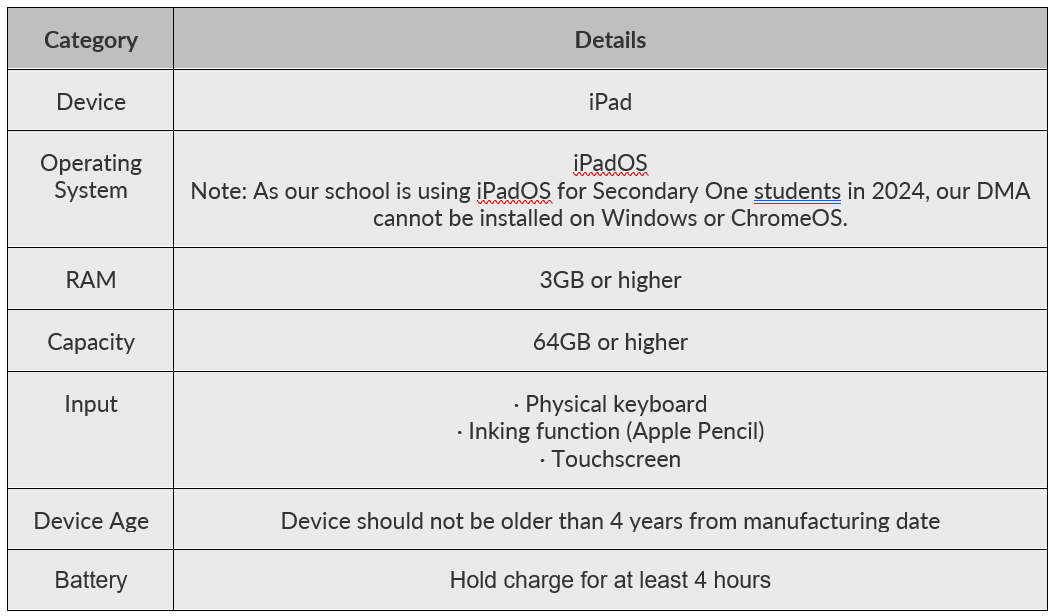 Category
Details
Device
iPad
Operating
System
iPadOS
Note: As our school is using iPadOS for Secondary One students in 2024, our DMA
cannot be installed on Windows or ChromeOS.
RAM
3GB or higher
Capacity
64GB or higher
Input
· Physical keyboard
· Inking function (Apple Pencil)
· Touchscreen
Device Age
Device should not be older than 4 years from manufacturing date
Battery
Hold charge for at least 4 hours